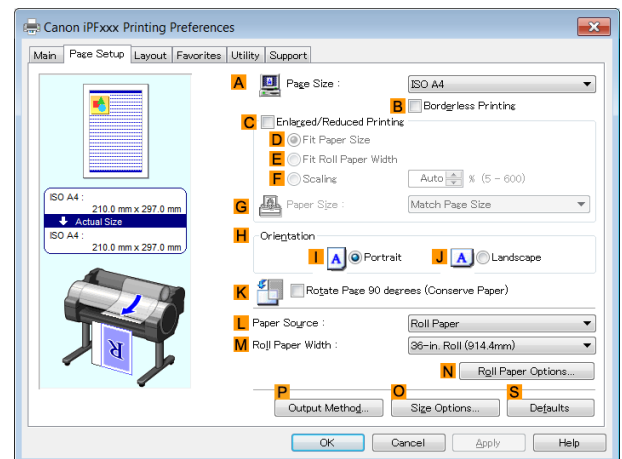 Canon iPFxxx Printing Preferences
Main Page Setup Layout Favorites Utility Support
A Page Size : ISO A4
B Borderless Printing
C Enlarged/Reduced Printing
D Fit Paper Size
E Fit Roll Paper Width
F Scaling Auto % (5 - 600)
G Paper Size : Match Page Size
ISO A4 :
210.0 mm x 297.0 mm
Actual Size
ISO A4 :
210.0 mm x 297.0 mm
H Orientation
I A Portrait J A Landscape
K Rotate Page 90 degrees (Conserve Paper)
L Paper Source : Roll Paper
M Roll Paper Width : 36-in. Roll (914.4mm)
N Roll Paper Options...
P O S
Output Method... Size Options... Defaults
OK Cancel Apply Help